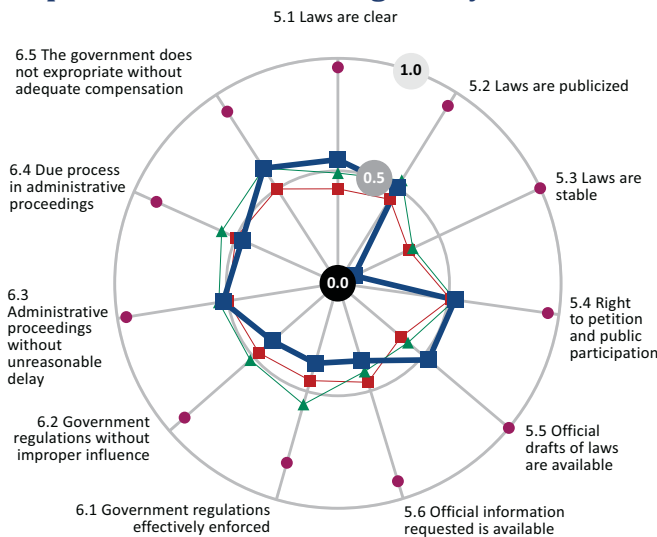 5.1 Laws are clear
1.0
5.2 Laws are publicized
5.3 Laws are
stable
5.4 Right
to petition
and public
participation
5.5 Official
drafts of laws
are available
5.6 Official information
requested is available
6.1 Government regulations
effectively enforced
6.2 Government
regulations without
improper influence
6.3
Administrative
proceedings
without
unreasonable
delay
6.4 Due process
in administrative
proceedings
6.5 The government does
not expropriate without
adequate compensation
0.5
0.0